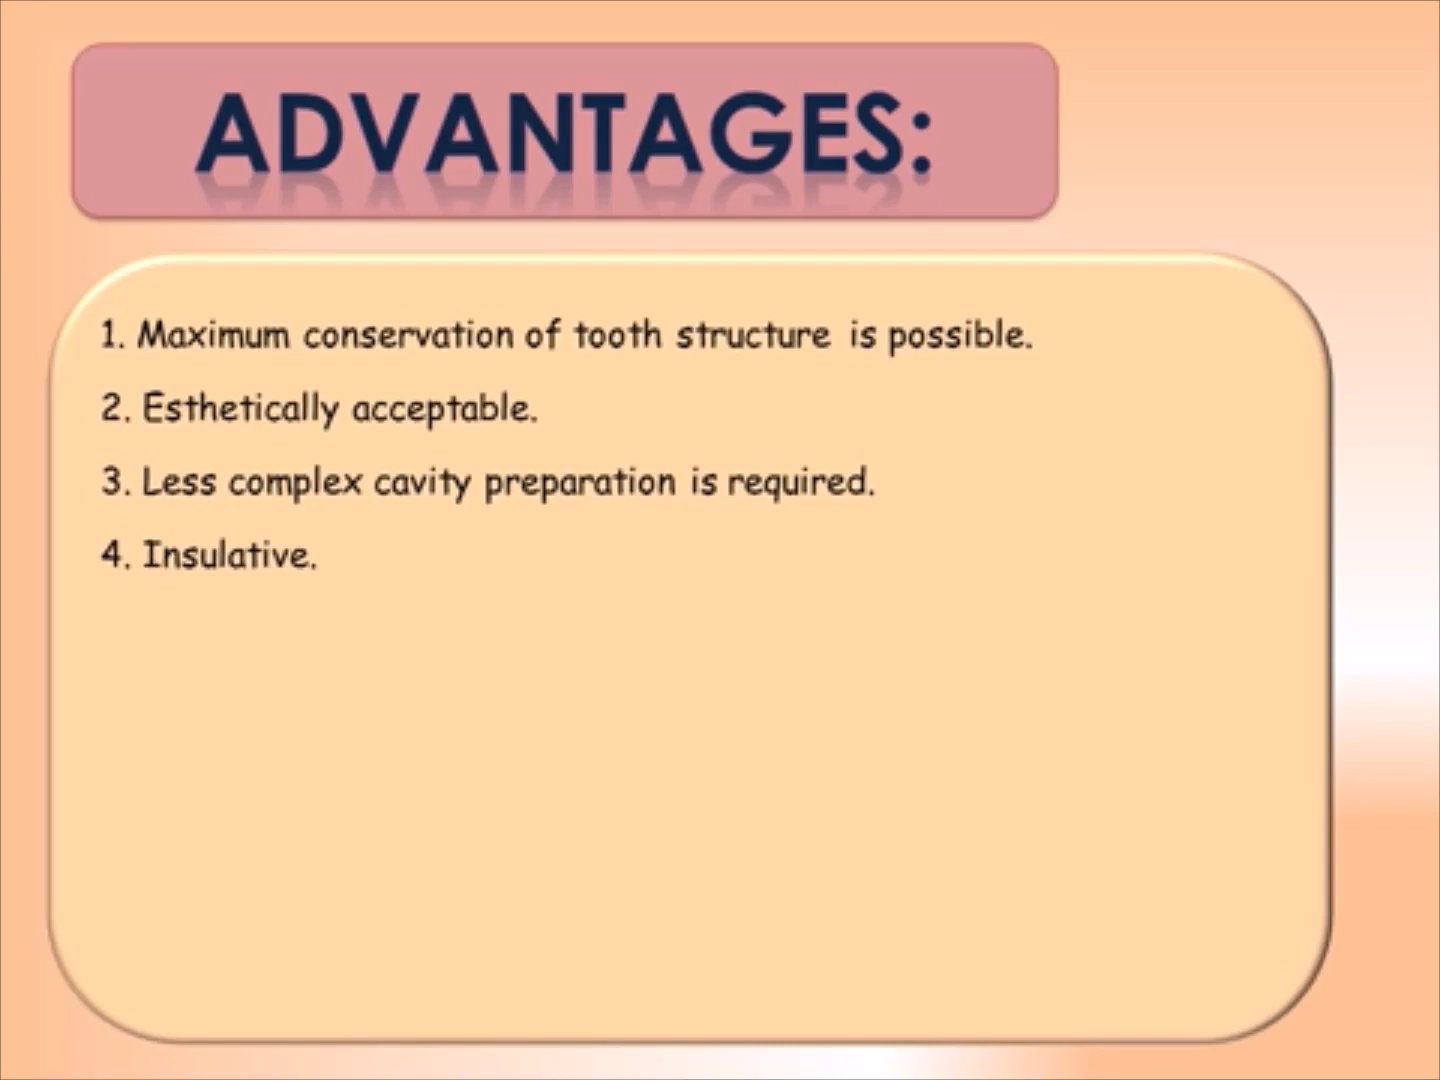 ADVANTAGES:
1. Maximum conservation of tooth structure is possible.
2. Esthetically acceptable.
3. Less complex cavity preparation is required.
4. Insulative.